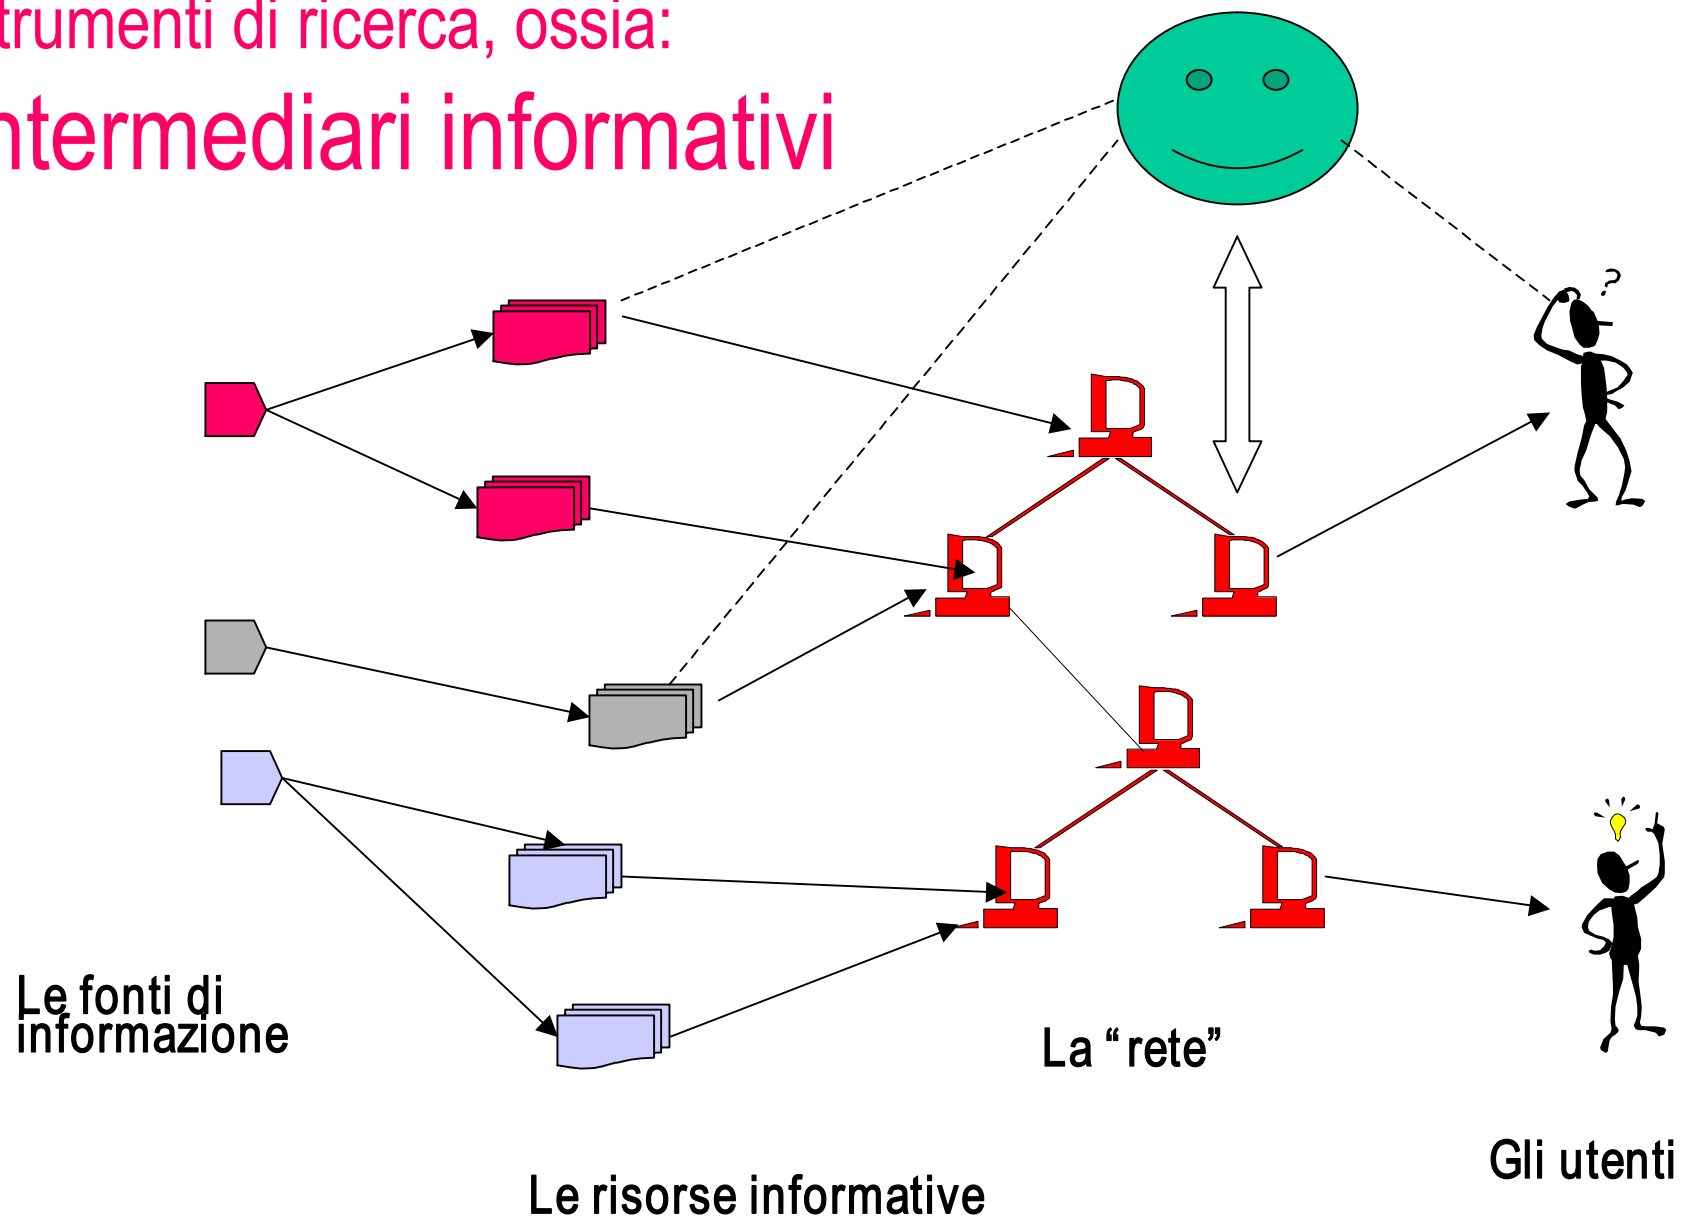 trumenti di ricerca, ossia:
ntermediari informativi
?
Le fonti di
informazione
La “rete”
Gli utenti
Le risorse informative